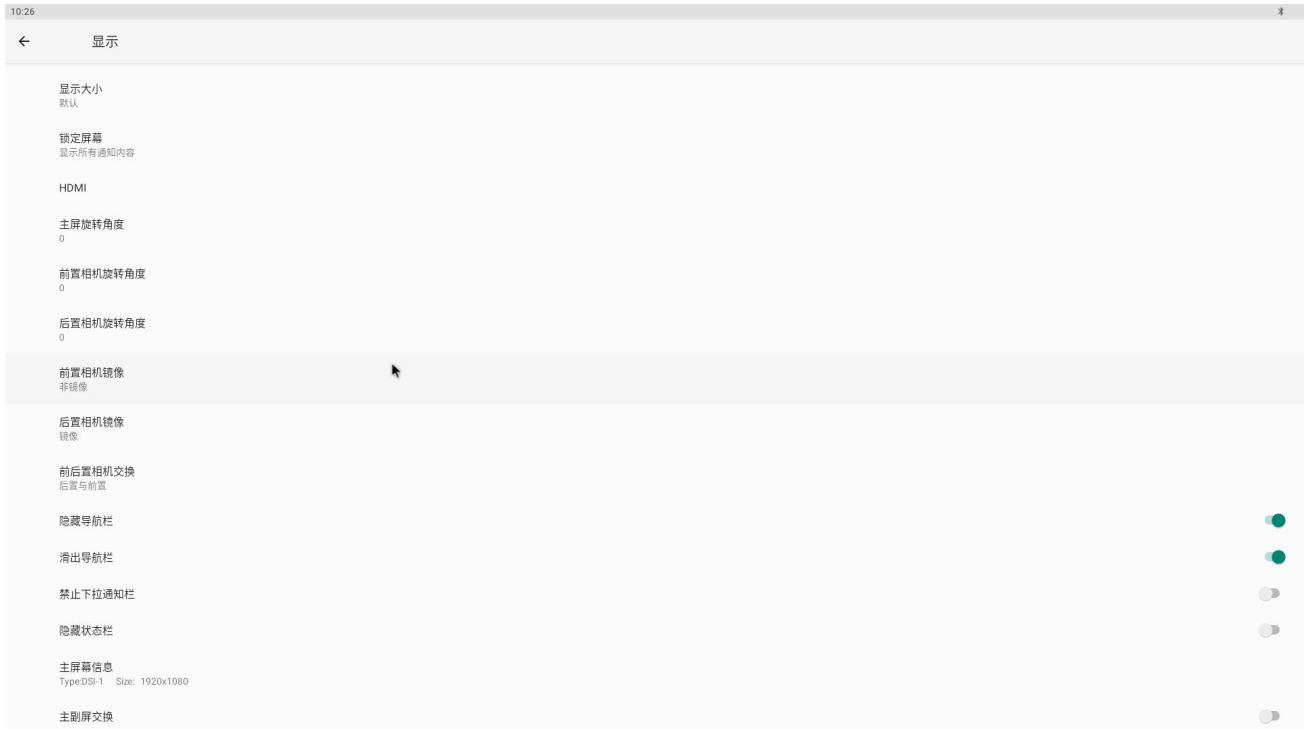 10:26
显示
显示大小
默认
锁定屏幕
显示所有通知内容
HDMI
主屏旋转角度
0
前置相机旋转角度
0
后置相机旋转角度
0
前置相机镜像
非镜像
后置相机镜像
镜像
前后置相机交换
后置与前置
隐藏导航栏
滑出导航栏
禁止下拉通知栏
隐藏状态栏
主屏幕信息
Type:DSI-1 Size: 1920x1080
主副屏交换